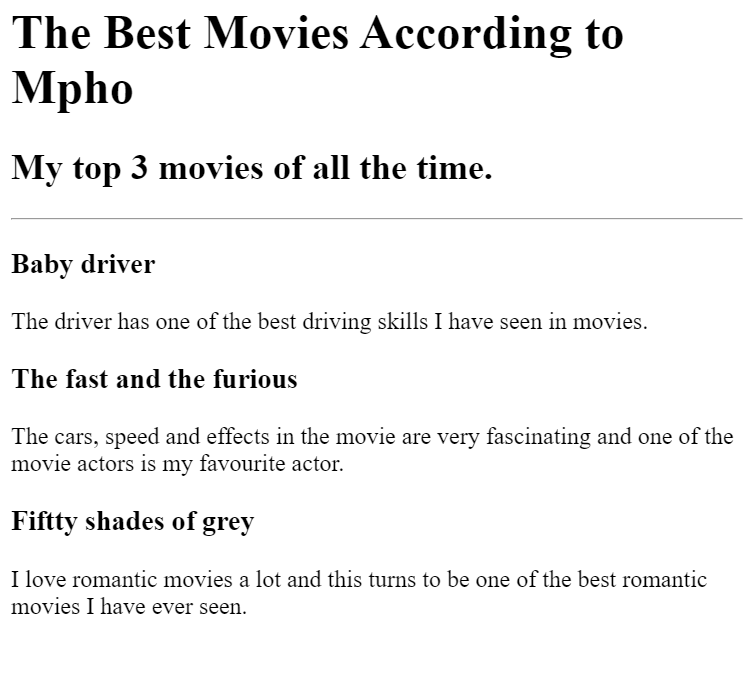 The Best Movies According to
Mpho
My top 3 movies of all the time.
Baby driver
The driver has one of the best driving skills I have seen in movies.
The fast and the furious
The cars, speed and effects in the movie are very fascinating and one of the
movie actors is my favourite actor.
Fiftty shades of grey
I love romantic movies a lot and this turns to be one of the best romantic
movies I have ever seen.